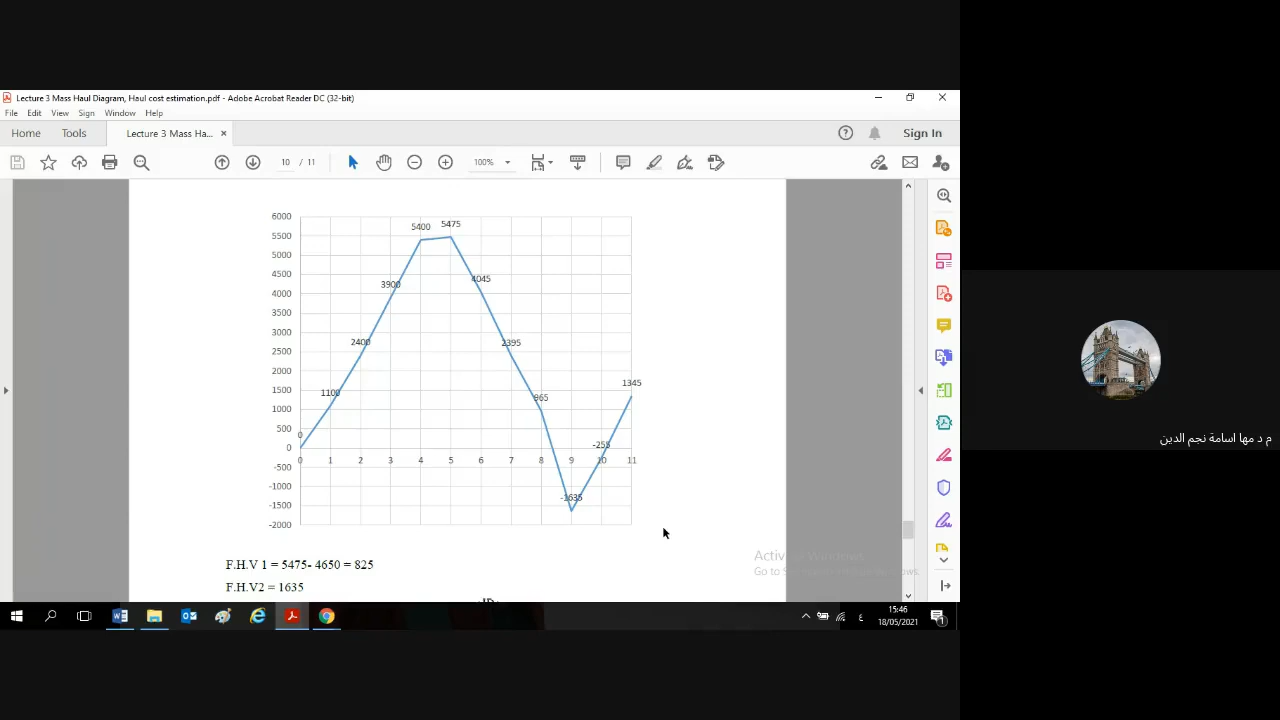 Lecture 3 Mass Haul Diagram, Haul cost estimation.pdf - Adobe Acrobat Reader DC (32-bit)
File Edit View Sign Window Help
Home Tools Lecture 3 Mass Ha... × Sign In
10 / 11 100%
6000
5500
5000
4500
4000
3500
3000
2500
2000
1500
1000
500
0
-500
-1000
-1500
-2000
0 1100 2400 3900 5400 5475 4045 2395 965 -1635 -255 1345
0 1 2 3 4 5 6 7 8 9 10 11
F.H.V 1 = 5475- 4650 = 825
F.H.V2 = 1635
م د مها اسامة نجم الدين
ع
15:46
18/05/2021
1